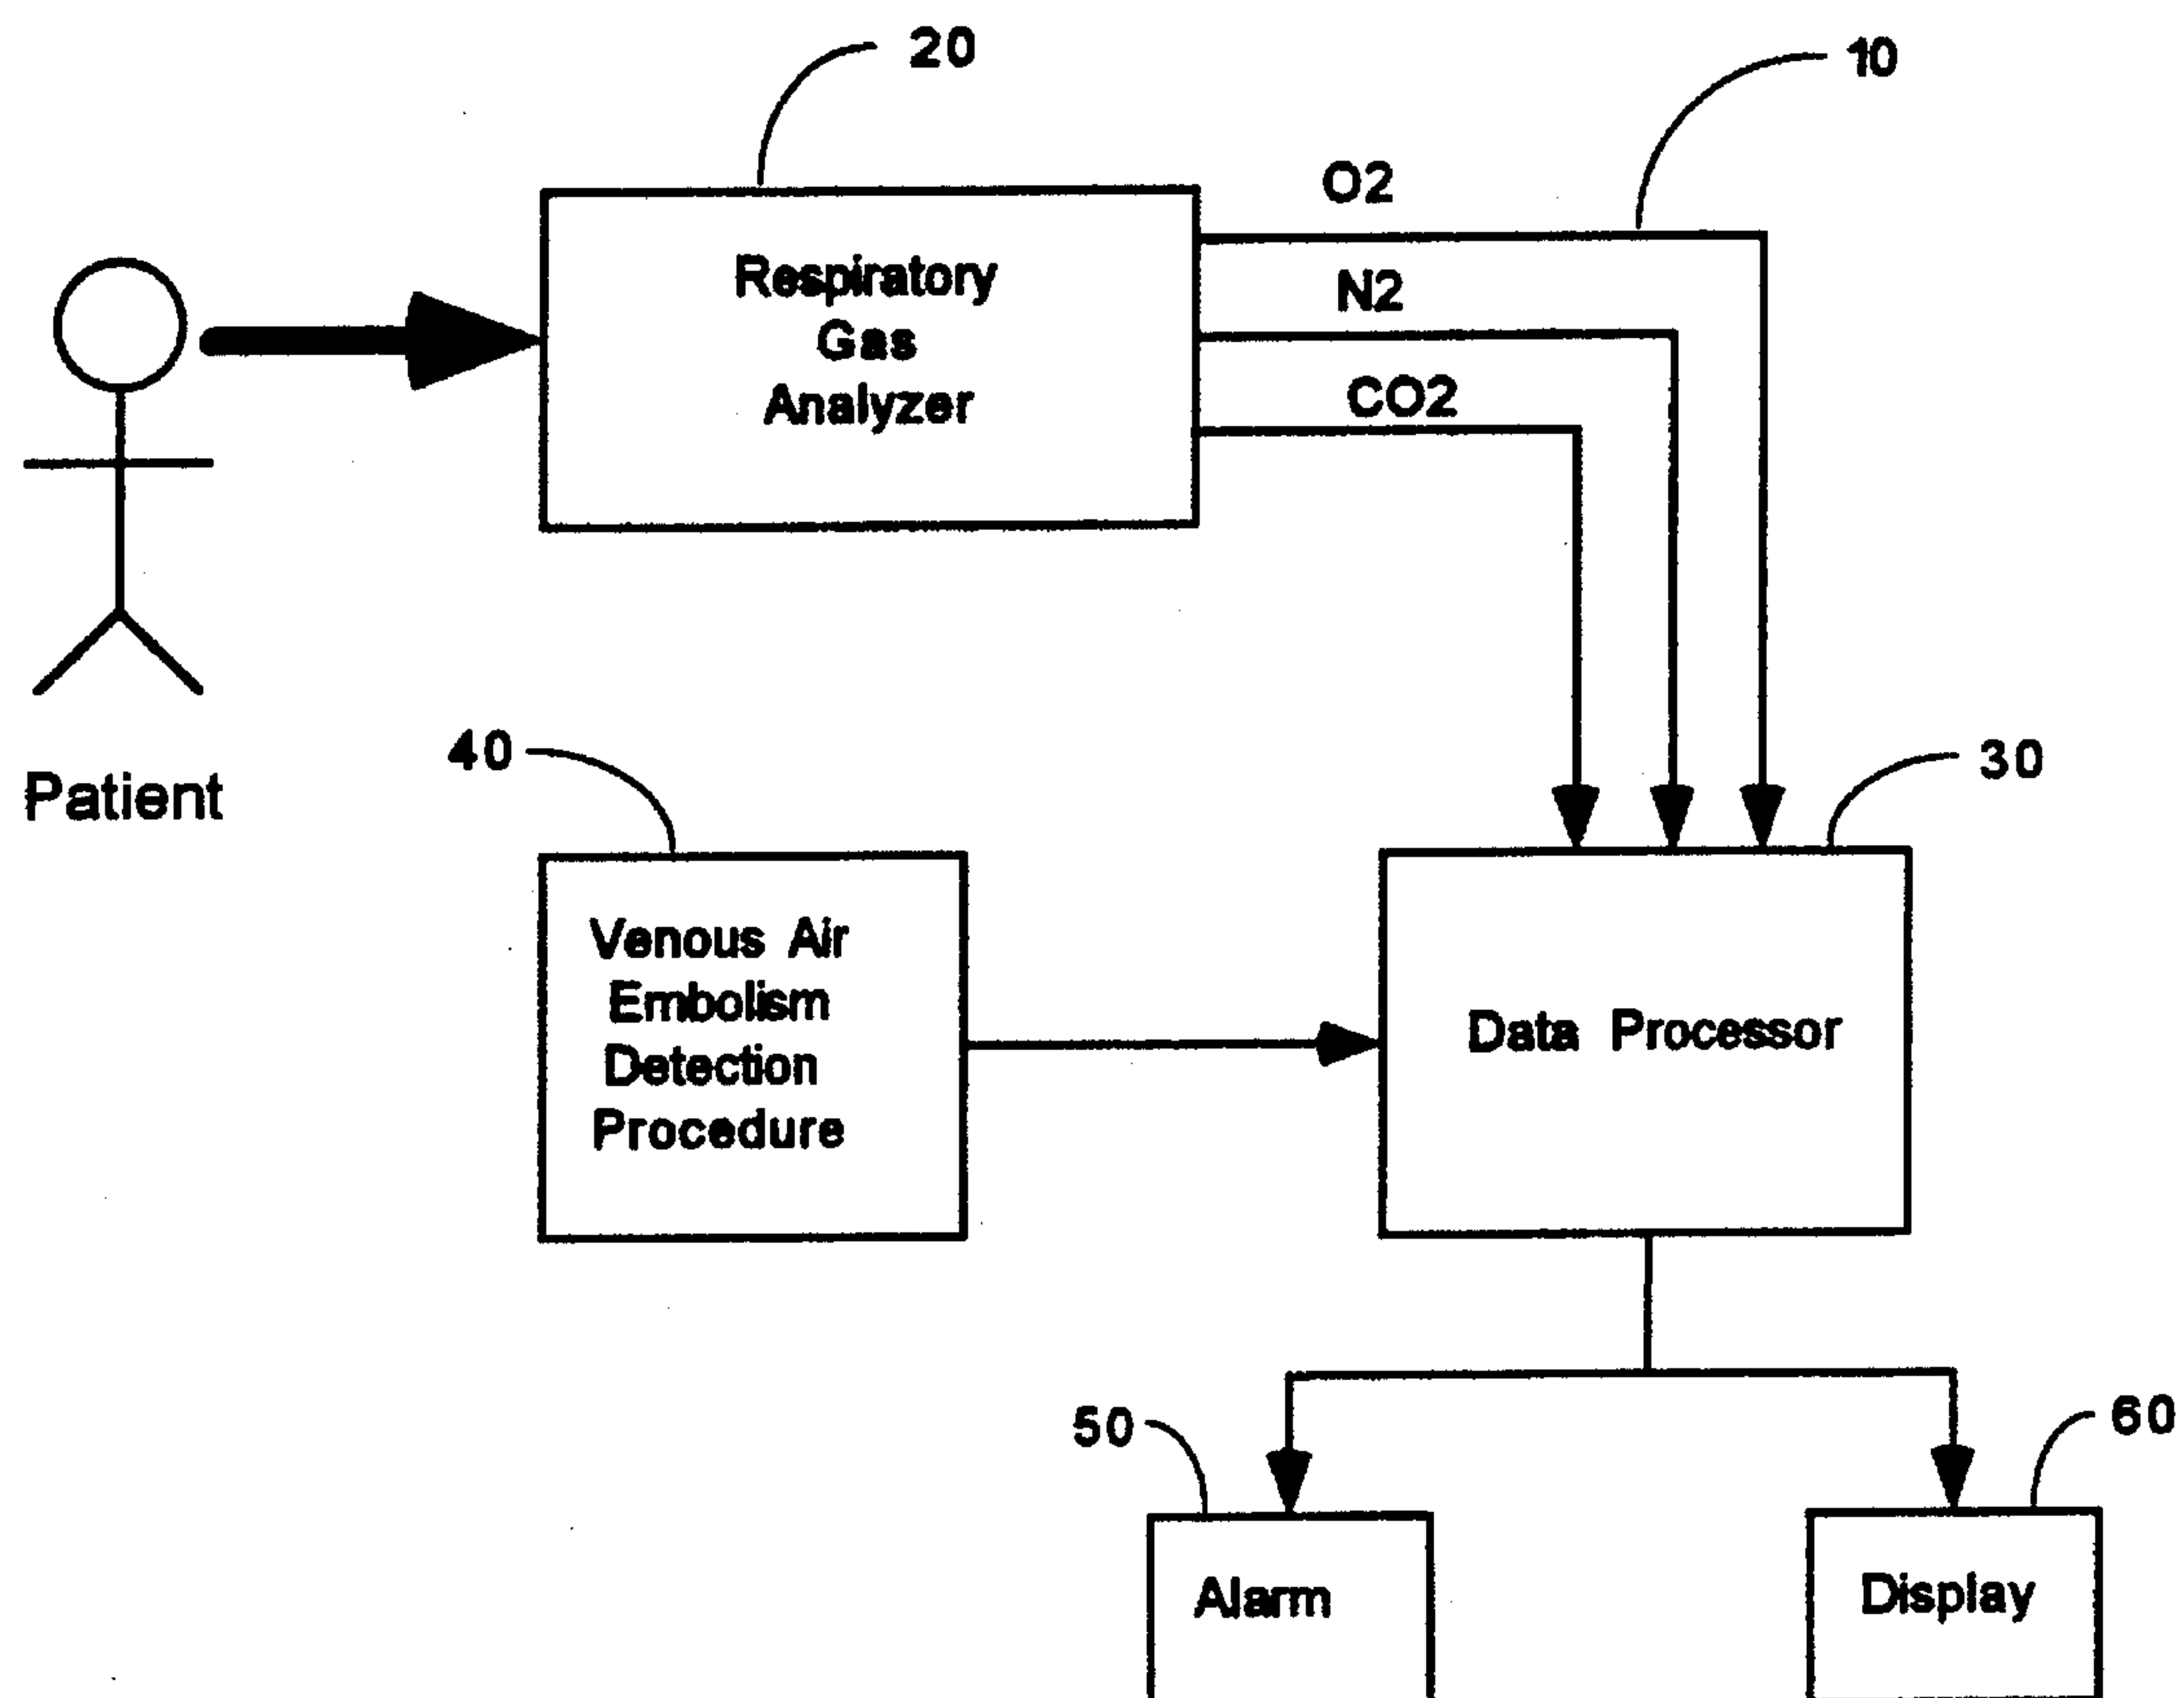 20
10
O2
Respiratory
Gas
Analyzer
N2
CO2
40
30
Patient
Venous Air
Embolism
Detection
Procedure
Data Processor
50
60
Alarm
Display